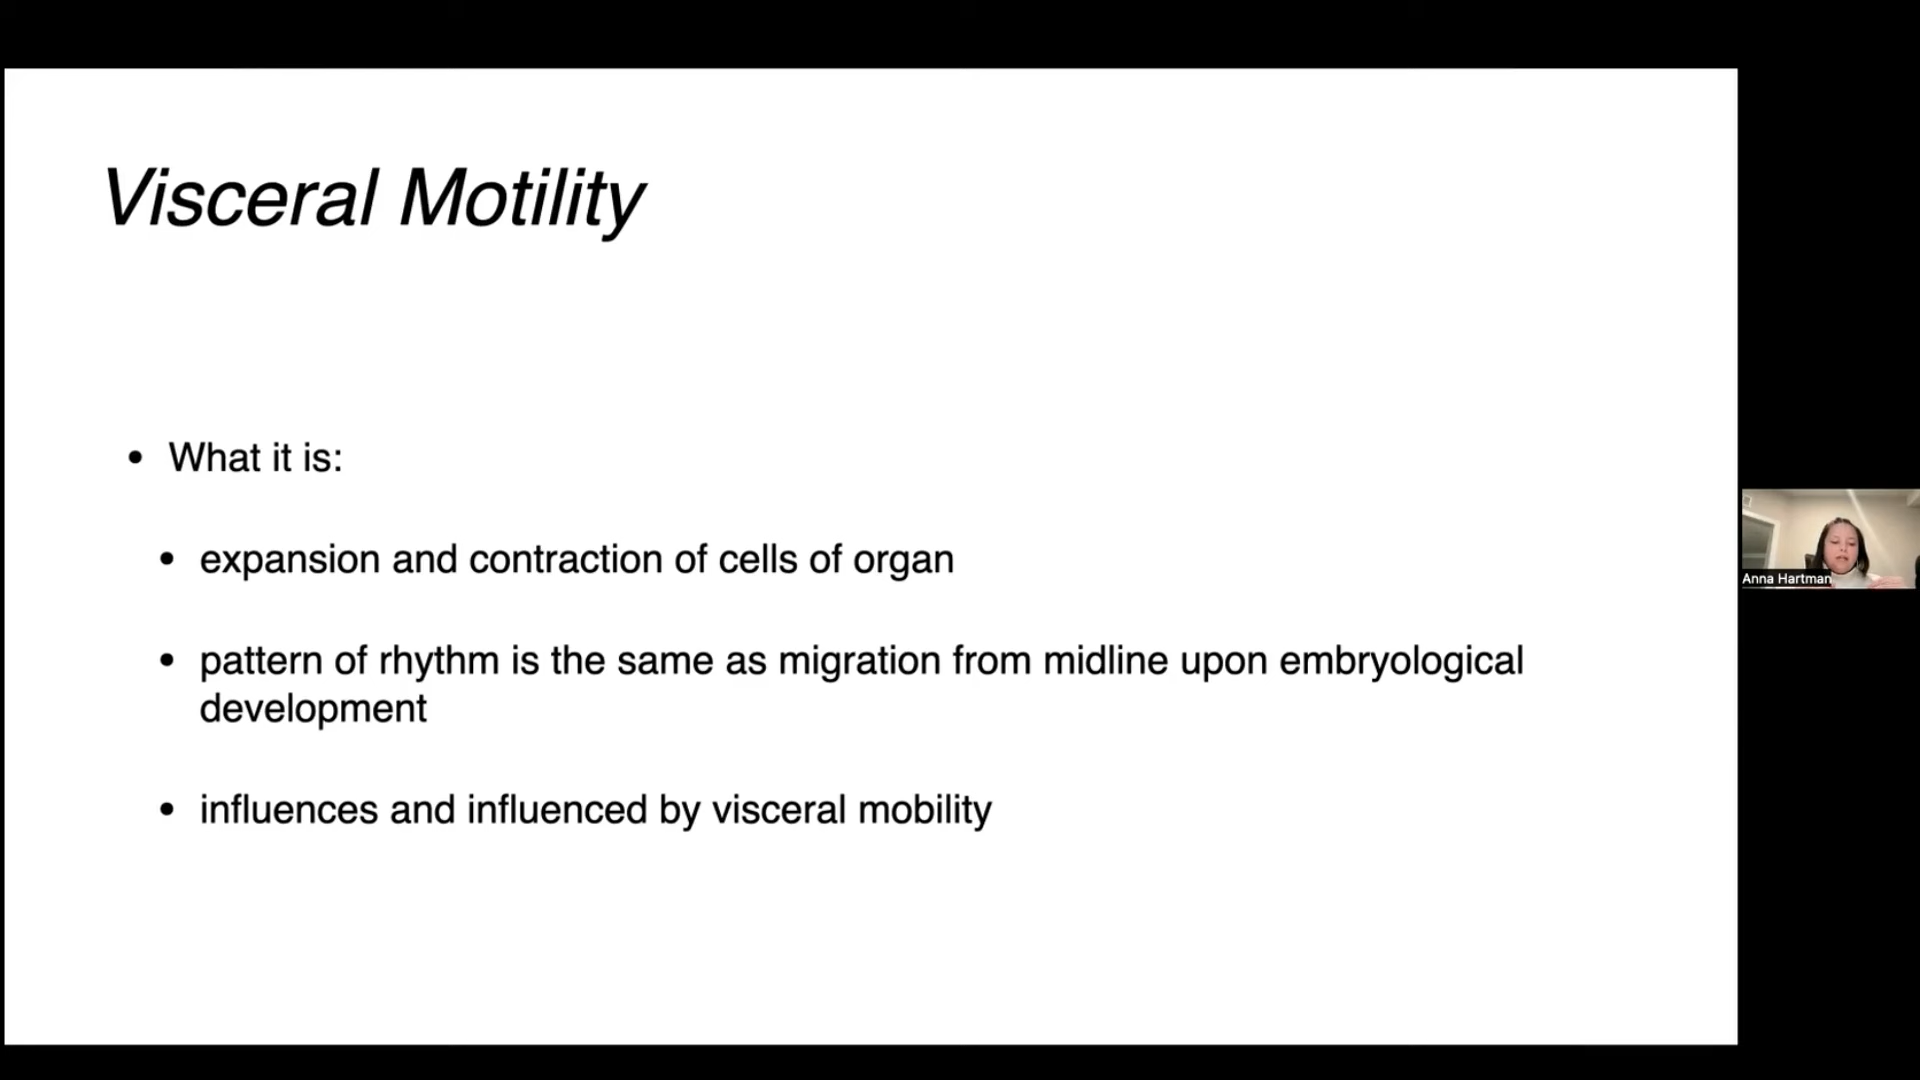 Visceral Motility
• What it is:
• expansion and contraction of cells of organ
• pattern of rhythm is the same as migration from midline upon embryological
development
• influences and influenced by visceral mobility
Anna Hartman